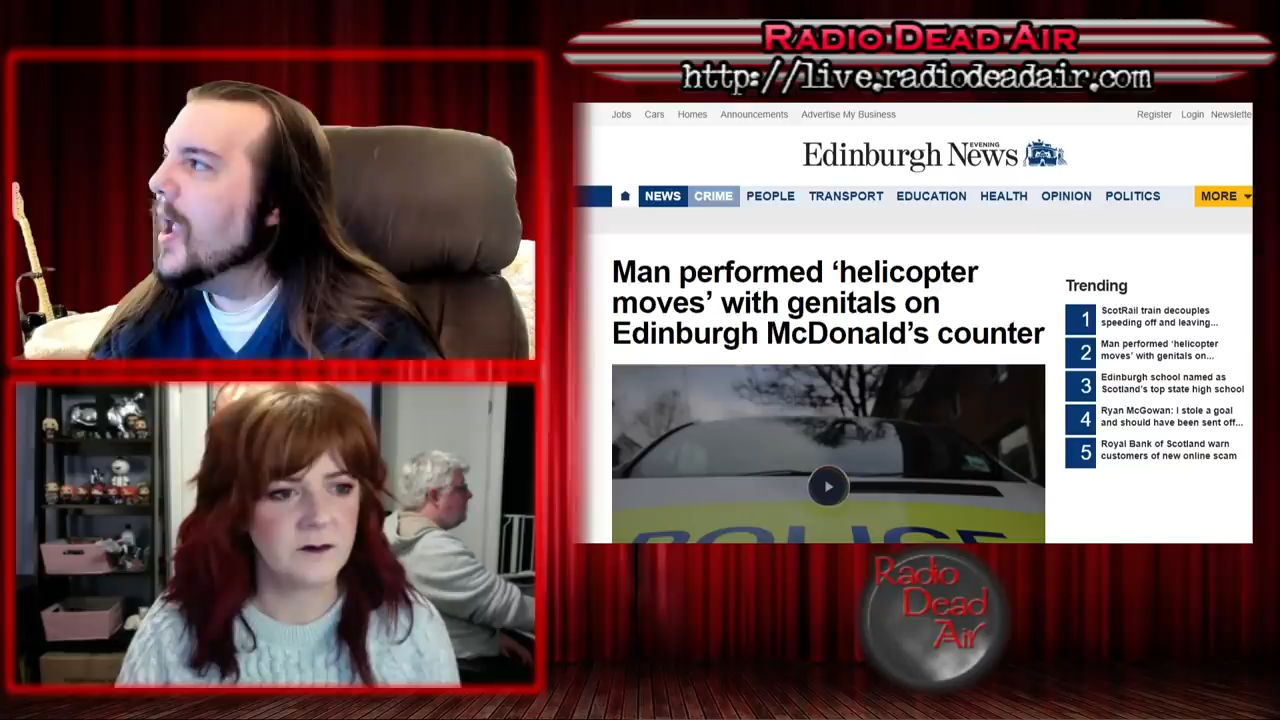 RADIO DEAD AIR
http://live.radiodeadair.com
Jobs Cars Homes Announcements Advertise My Business Register Login Newslette
Edinburgh News
EVENING
NEWS CRIME PEOPLE TRANSPORT EDUCATION HEALTH OPINION POLITICS MORE
Man performed ‘helicopter
moves’ with genitals on
Edinburgh McDonald’s counter
Trending
1 ScotRail train decouples
speeding off and leaving...
2 Man performed ‘helicopter
moves’ with genitals on...
3 Edinburgh school named as
Scotland's top state high school
4 Ryan McGowan: I stole a goal
and should have been sent off...
5 Royal Bank of Scotland warn
customers of new online scam
POLICE
Radio
Dead
Air